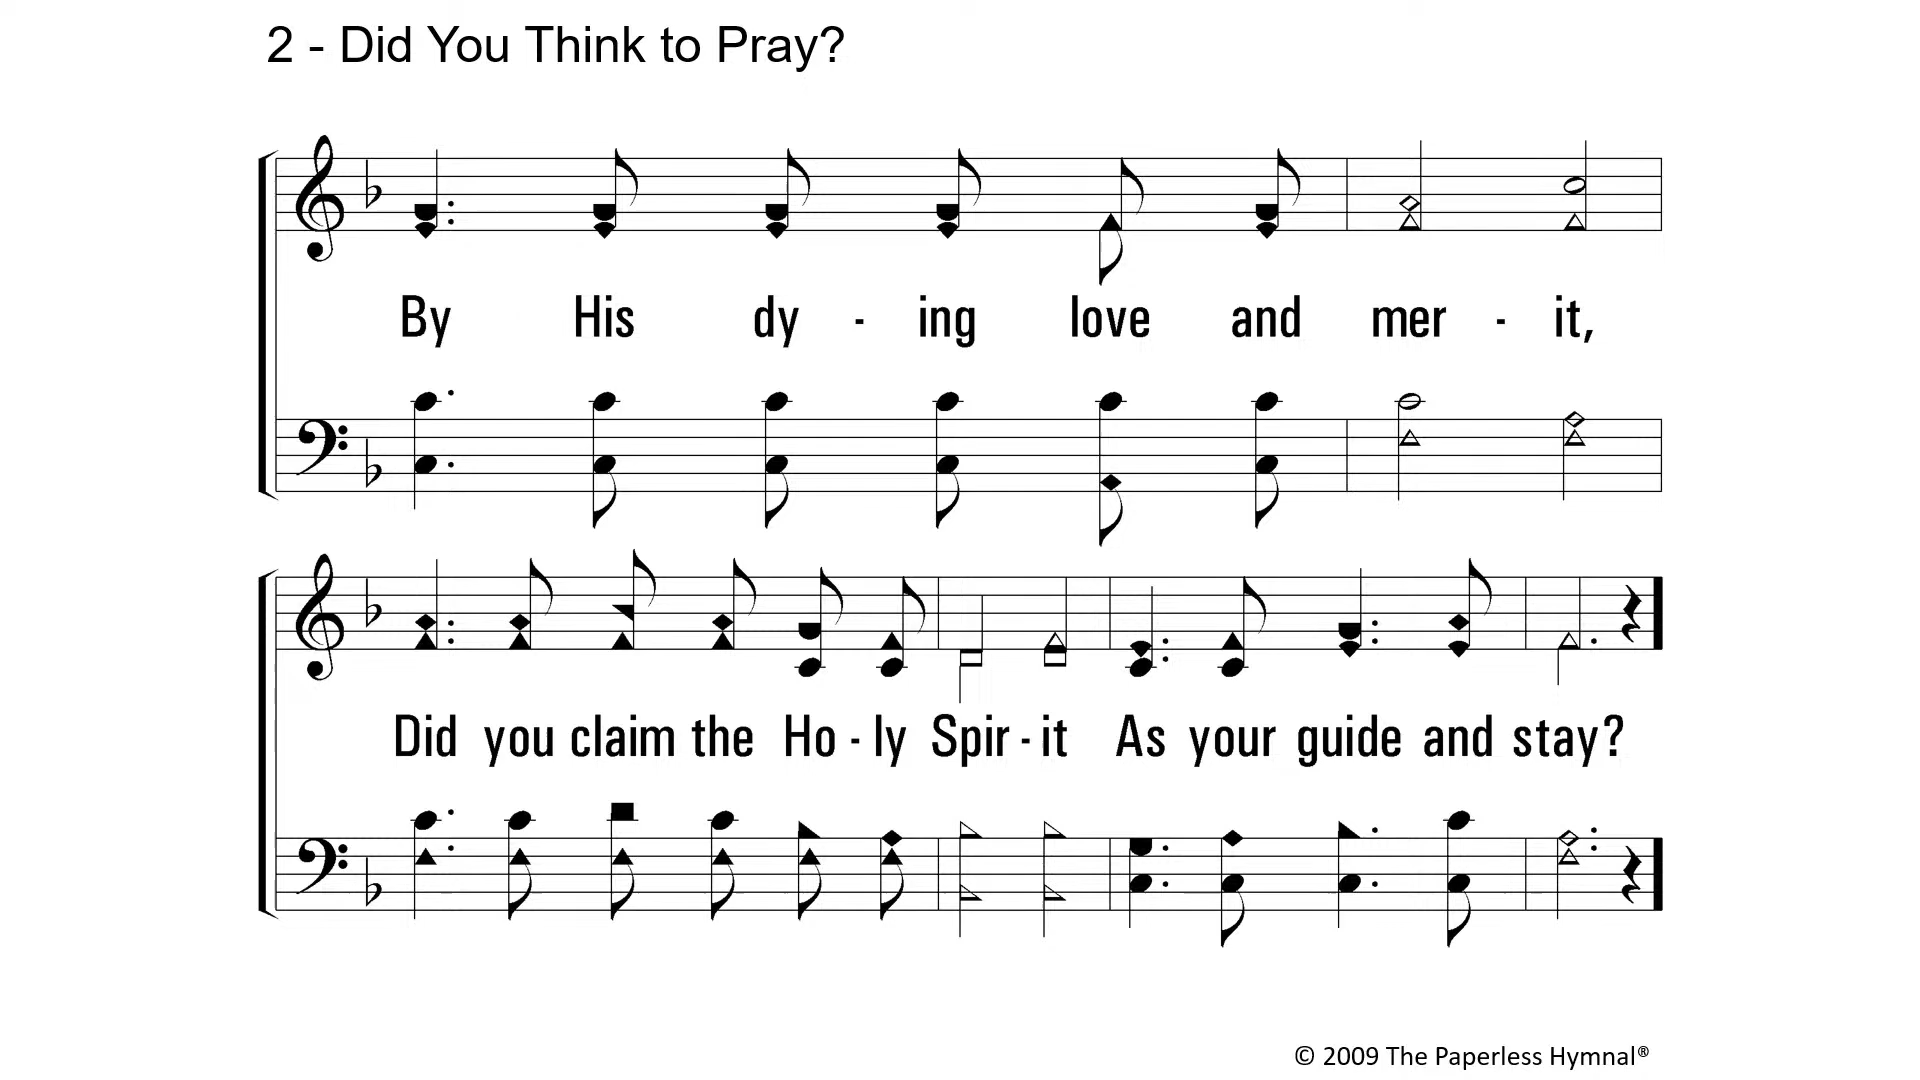 2 - Did You Think to Pray?
By His dy - ing love and mer - it,
Did you claim the Ho - ly Spir - it As your guide and stay?
© 2009 The Paperless Hymnal®